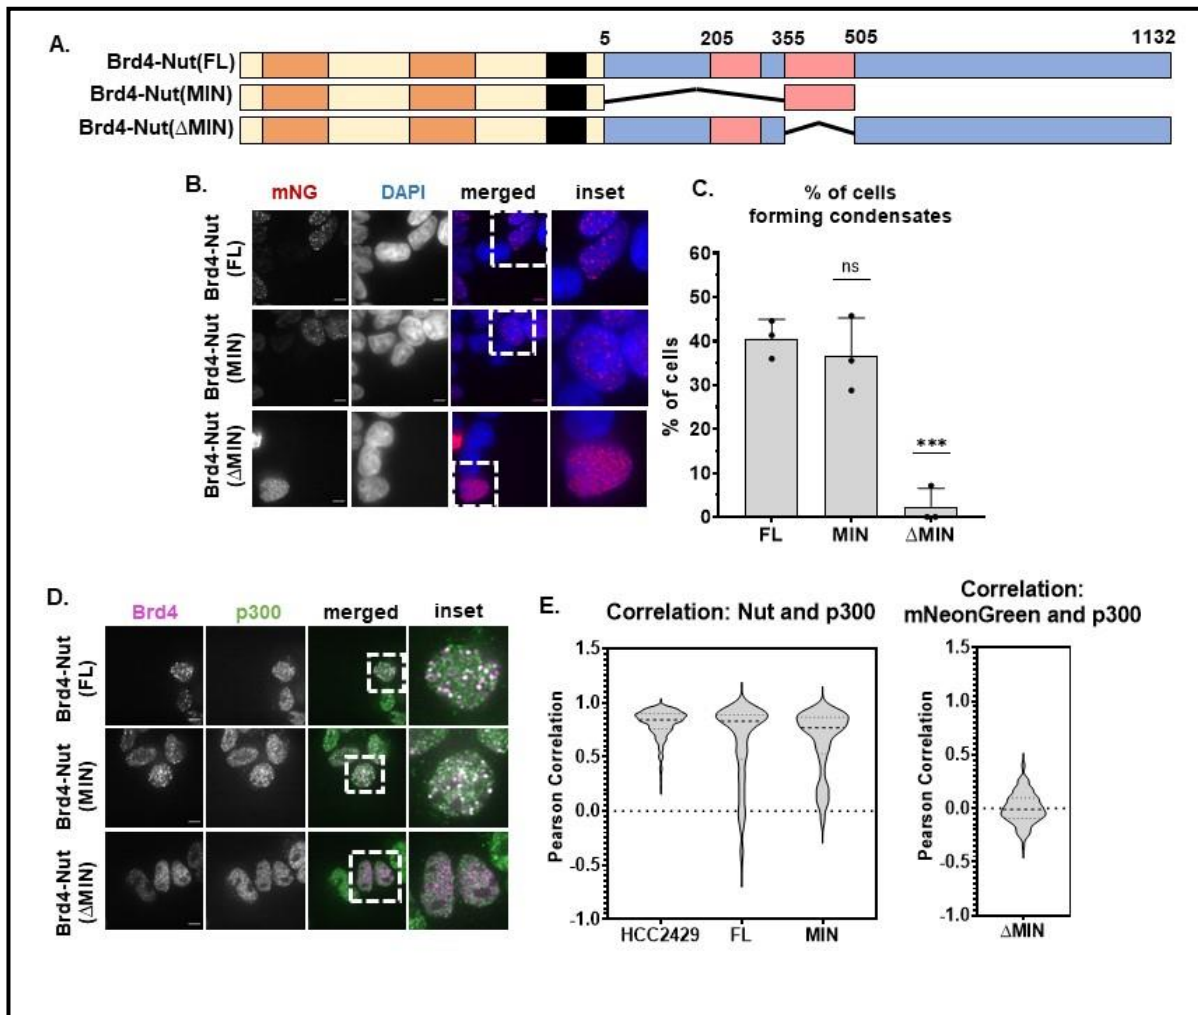 A.
5 205 355 505 1132
Brd4-Nut(FL)
Brd4-Nut(MIN)
Brd4-Nut(ΔMIN)
B.
mNG DAPI merged inset
Brd4-Nut
(FL)
Brd4-Nut
(MIN)
Brd4-Nut
(ΔMIN)
C.
% of cells
forming condensates
% of cells
60
50
40
30
20
10
0
ns
***
FL MIN ΔMIN
D.
Brd4 p300 merged inset
Brd4-Nut
(FL)
Brd4-Nut
(MIN)
Brd4-Nut
(ΔMIN)
E.
Correlation: Nut and p300
Pearson Correlation
1.5
1.0
0.5
0.0
-0.5
-1.0
HCC2429 FL MIN
Correlation:
mNeonGreen and p300
Pearson Correlation
1.5
1.0
0.5
0.0
-0.5
-1.0
ΔMIN